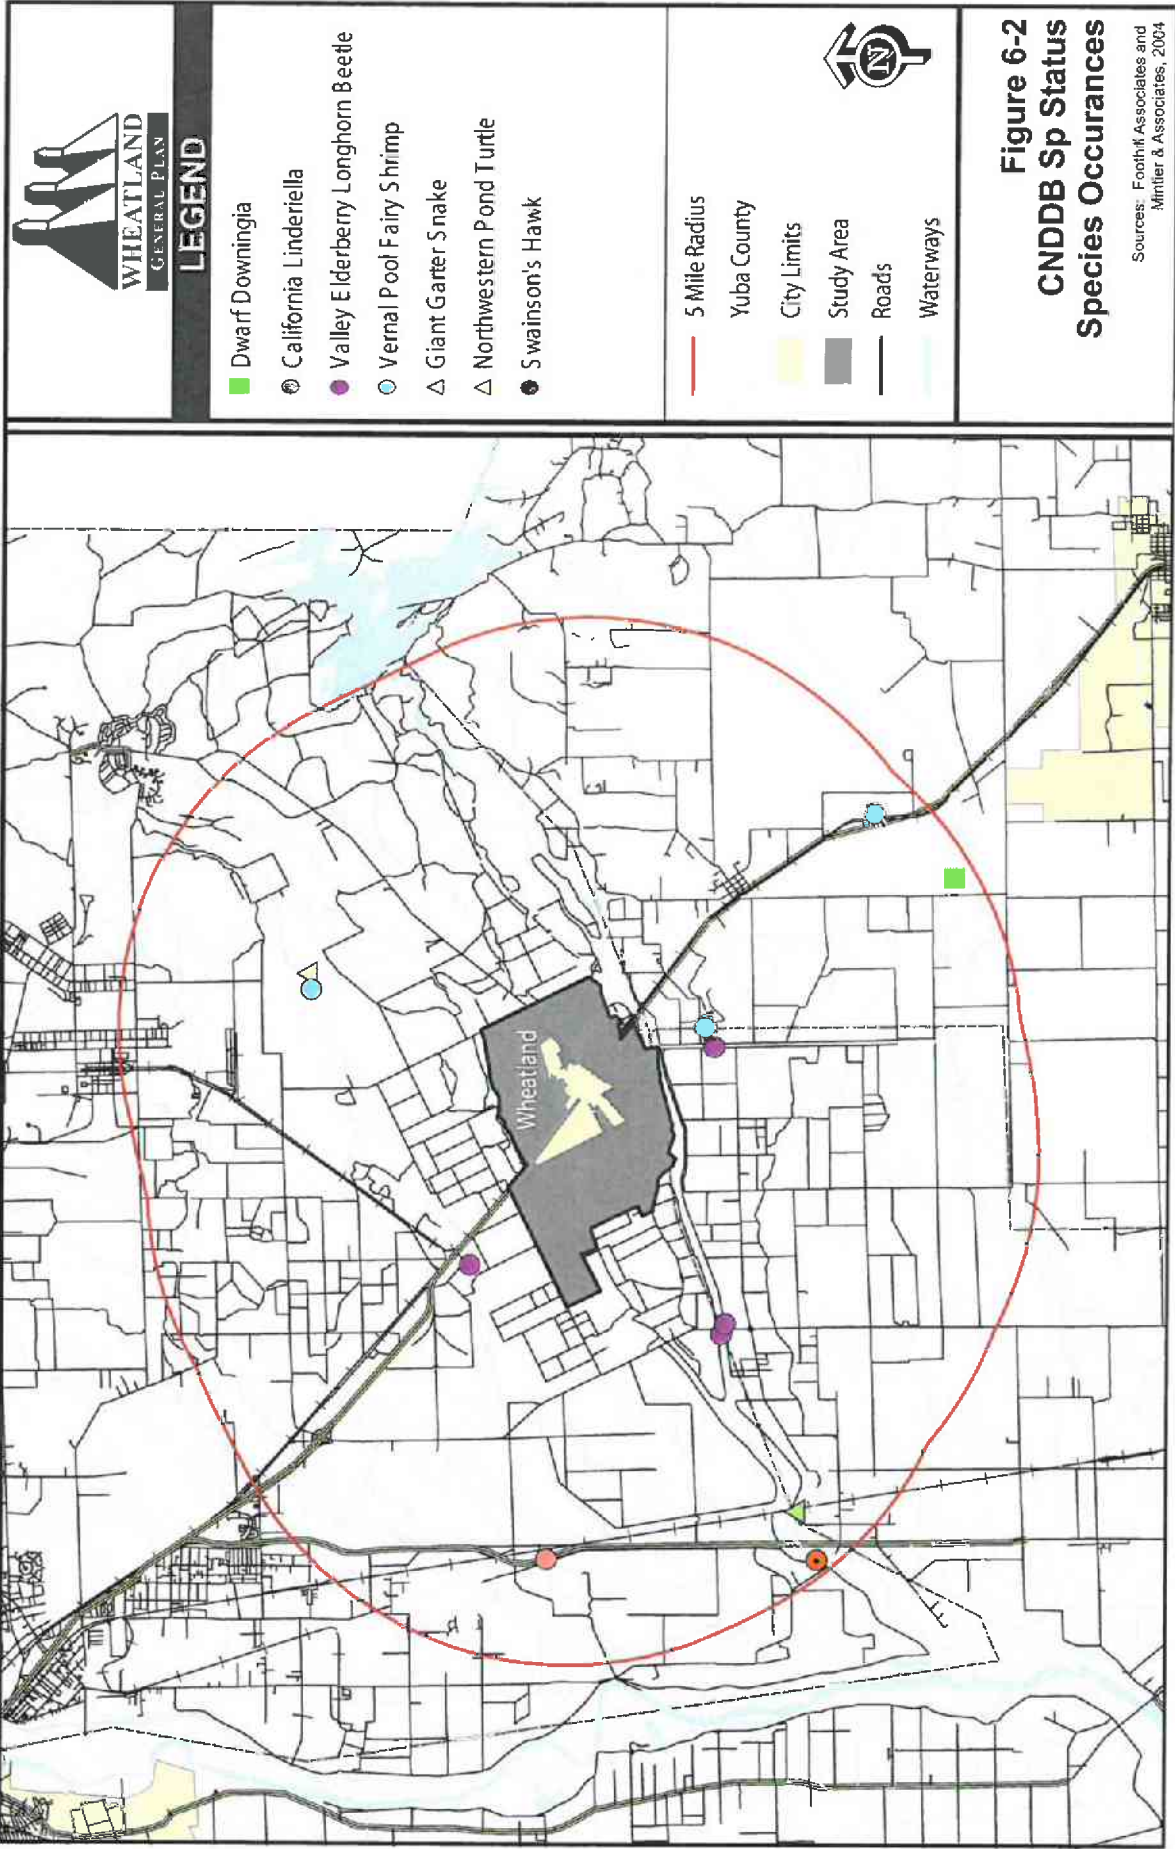 WHEATLAND
GENERAL PLAN
LEGEND
Dwarf Downingia
California Linderiella
Valley Elderberry Longhorn Beetle
Vernal Pool Fairy Shrimp
Giant Garter Snake
Northwestern Pond Turtle
Swainson's Hawk
5 Mile Radius
Yuba County
City Limits
Study Area
Roads
Waterways
N
Figure 6-2
CNDDB Sp Status
Species Occurances
Sources: Foothill Associates and
Mintier & Associates, 2004
Wheatland